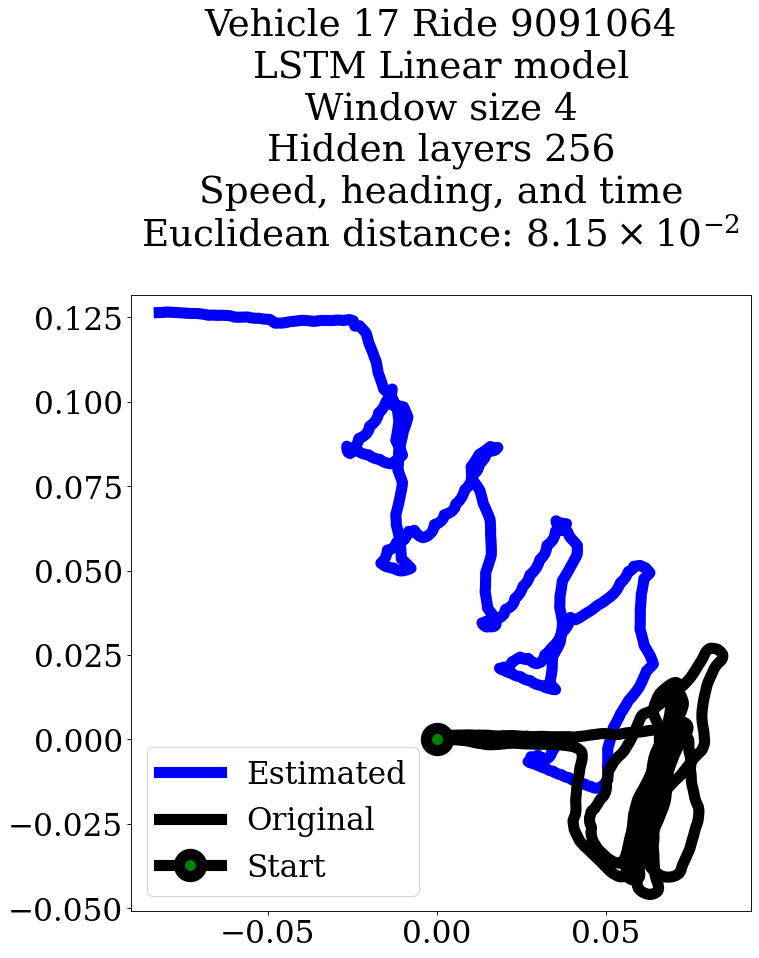 Vehicle 17 Ride 9091064
LSTM Linear model
Window size 4
Hidden layers 256
Speed, heading, and time
Euclidean distance: 8.15 × 10⁻²
0.125
0.100
0.075
0.050
0.025
0.000
−0.025
−0.050
Estimated
Original
Start
−0.05 0.00 0.05